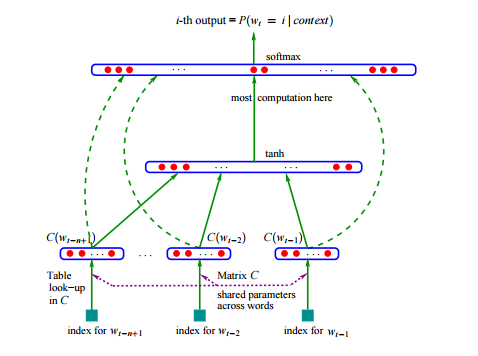 i-th output = P(w_t = i | context)
softmax
. . .
. . .
most computation here
tanh
. . .
. . .
C(w_{t−n+1})
C(w_{t−2})
C(w_{t−1})
. . .
. . .
. . .
. . .
Table
look−up
in C
Matrix C
shared parameters
across words
index for w_{t−n+1}
index for w_{t−2}
index for w_{t−1}